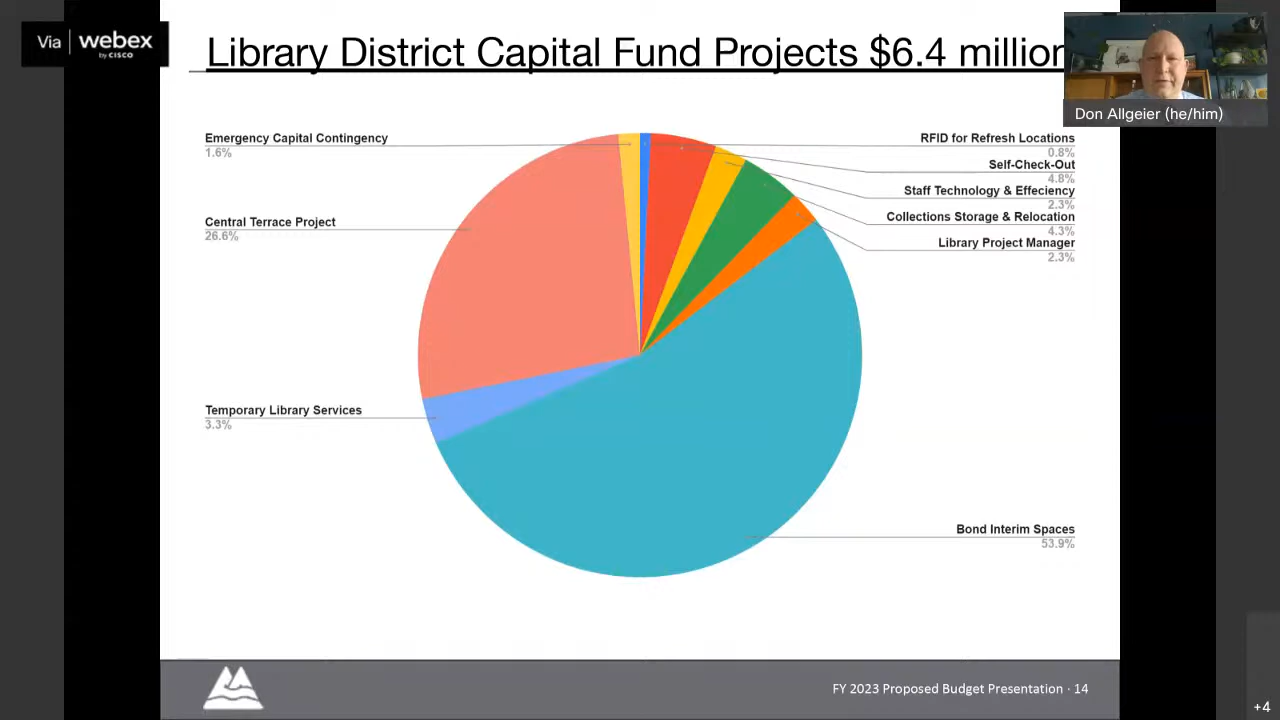 Via webex
by CISCO
Library District Capital Fund Projects $6.4 million
Don Allgeier (he/him)
Emergency Capital Contingency
1.6%
Central Terrace Project
26.6%
Temporary Library Services
3.3%
RFID for Refresh Locations
0.8%
Self-Check-Out
4.8%
Staff Technology & Effeciency
2.3%
Collections Storage & Relocation
4.3%
Library Project Manager
2.3%
Bond Interim Spaces
53.9%
FY 2023 Proposed Budget Presentation · 14
+4